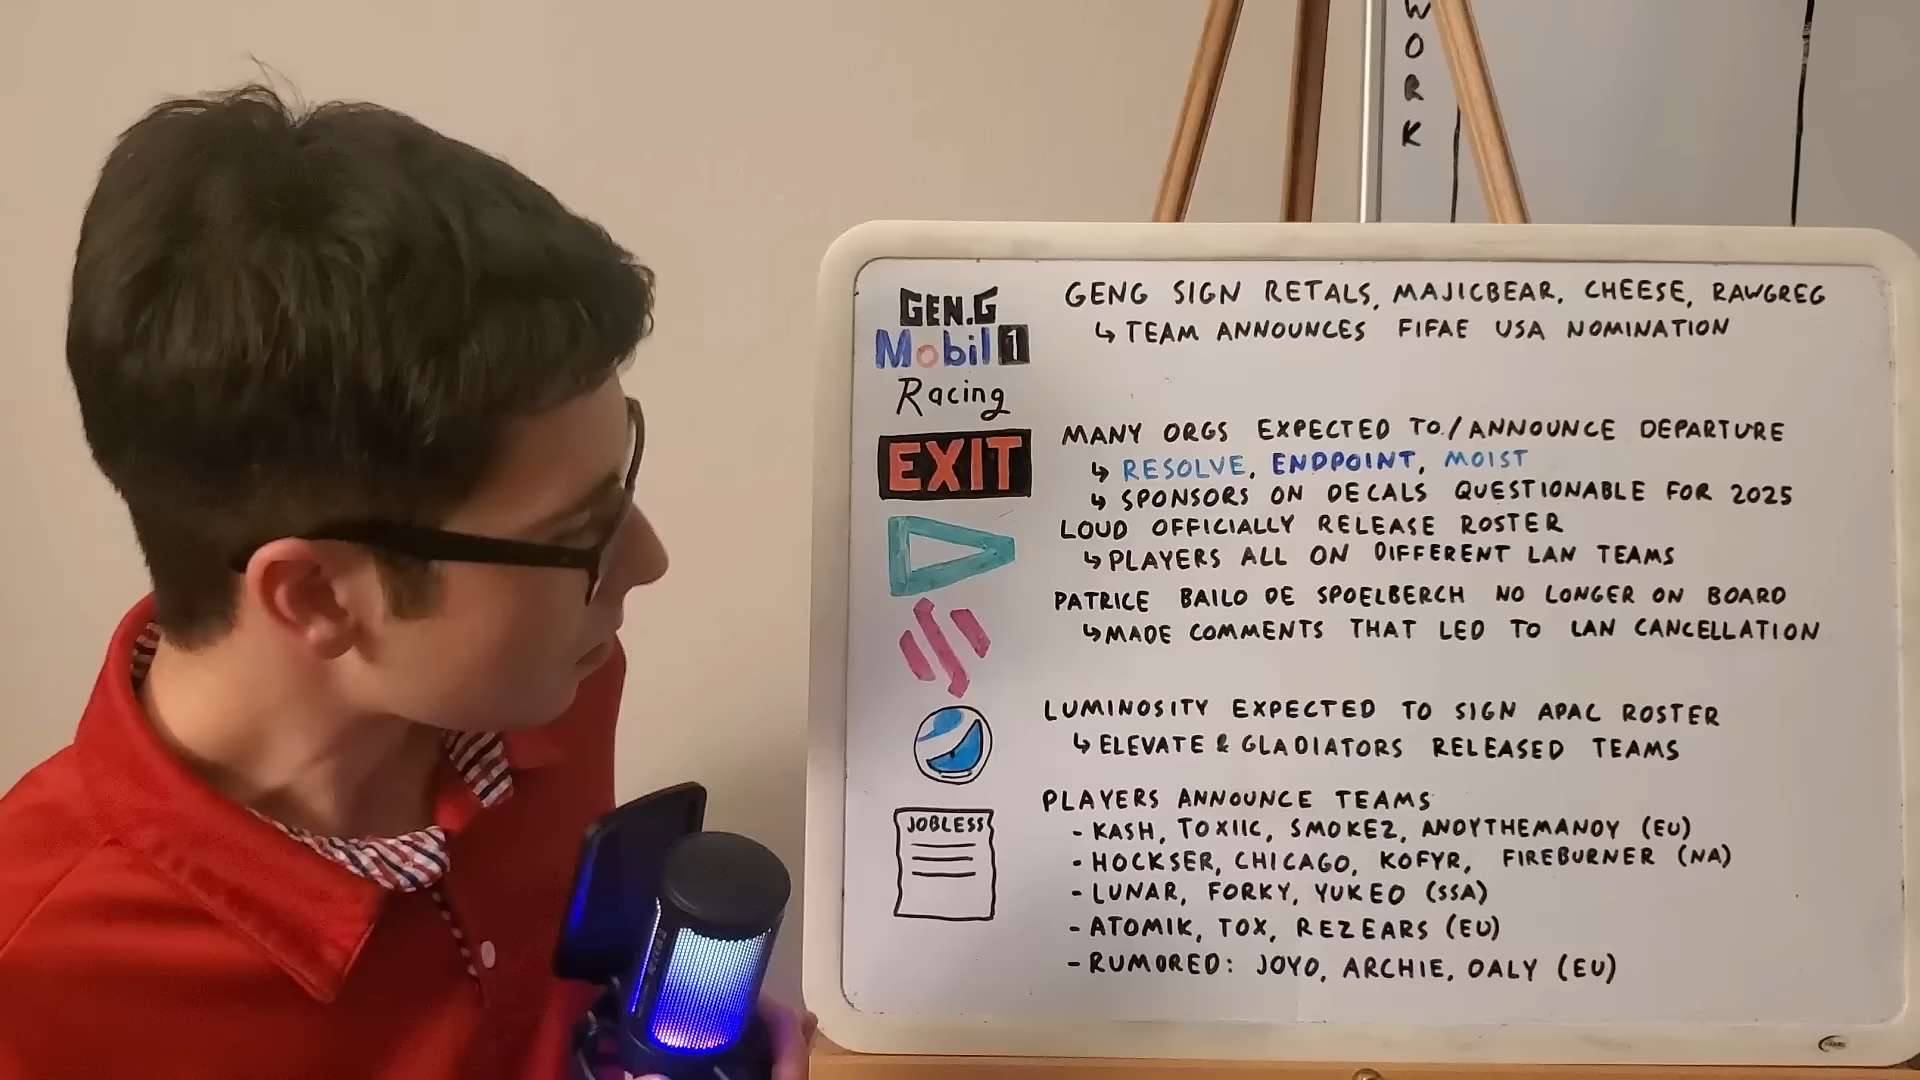 WORK
GEN.G
Mobil 1
Racing
GENG SIGN RETALS, MAJICBEAR, CHEESE, RAWGREG
↳ TEAM ANNOUNCES FIFAE USA NOMINATION
EXIT
MANY ORGS EXPECTED TO/ANNOUNCE DEPARTURE
↳ RESOLVE, ENDPOINT, MOIST
↳ SPONSORS ON DECALS QUESTIONABLE FOR 2025
LOUD OFFICIALLY RELEASE ROSTER
↳ PLAYERS ALL ON DIFFERENT LAN TEAMS
PATRICE BAILO DE SPOELBERCH NO LONGER ON BOARD
↳ MADE COMMENTS THAT LED TO LAN CANCELLATION
LUMINOSITY EXPECTED TO SIGN APAC ROSTER
↳ ELEVATE & GLADIATORS RELEASED TEAMS
JOBLESS
PLAYERS ANNOUNCE TEAMS
- KASH, TOXIIC, SMOKEZ, ANDYTHEMANDY (EU)
- HOCKSER, CHICAGO, KOFYR, FIREBURNER (NA)
- LUNAR, FORKY, YUKEO (SSA)
- ATOMIK, TOX, REZEARS (EU)
- RUMORED: JOYO, ARCHIE, OALY (EU)